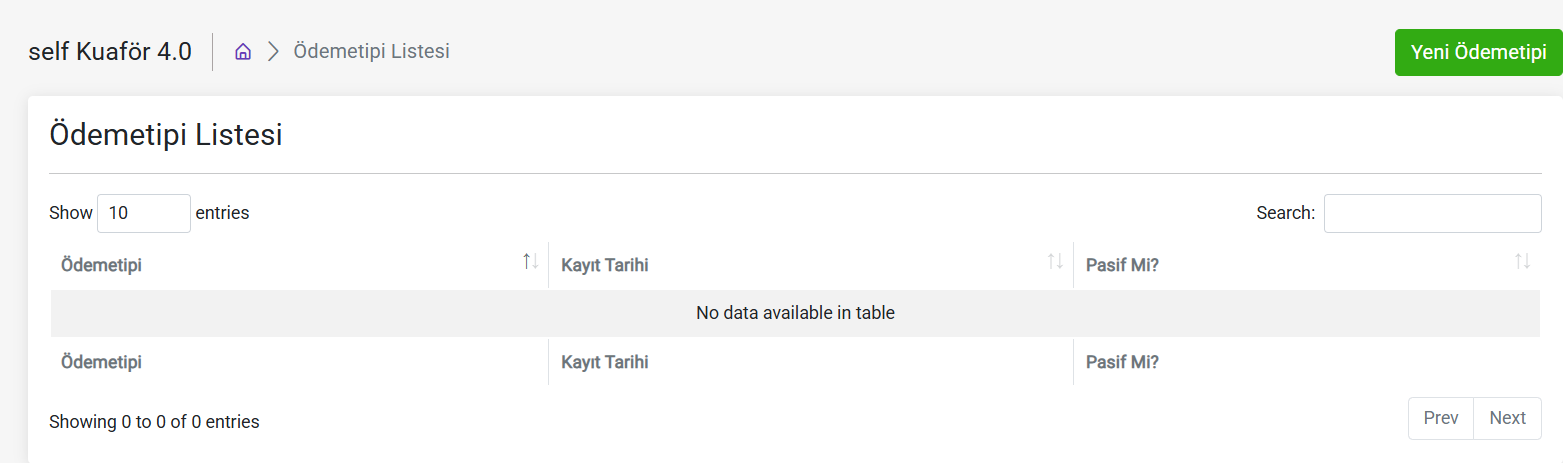 self Kuaför 4.0 Ödemetipi Listesi Yeni Ödemetipi
Ödemetipi Listesi
Show 10 entries Search:
Ödemetipi Kayıt Tarihi Pasif Mi?
No data available in table
Ödemetipi Kayıt Tarihi Pasif Mi?
Showing 0 to 0 of 0 entries Prev Next